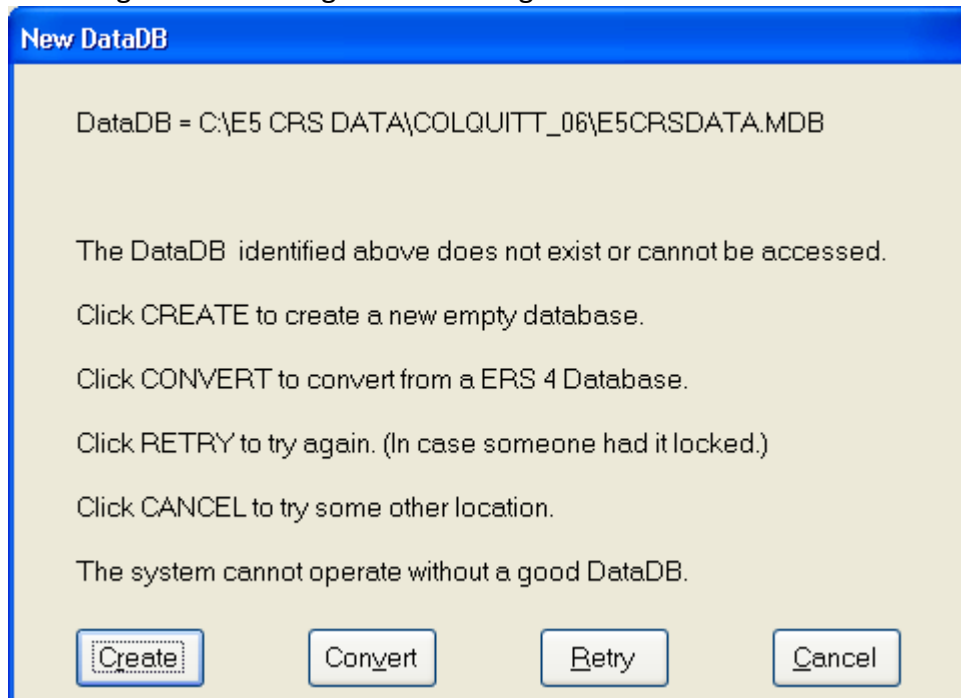 New DataDB
DataDB = C:\E5 CRS DATA\COLQUITT_06\E5CRSDATA.MDB
The DataDB  identified above does not exist or cannot be accessed.
Click CREATE to create a new empty database.
Click CONVERT to convert from a ERS 4 Database.
Click RETRY to try again. (In case someone had it locked.)
Click CANCEL to try some other location.
The system cannot operate without a good DataDB.
Create Convert Retry Cancel